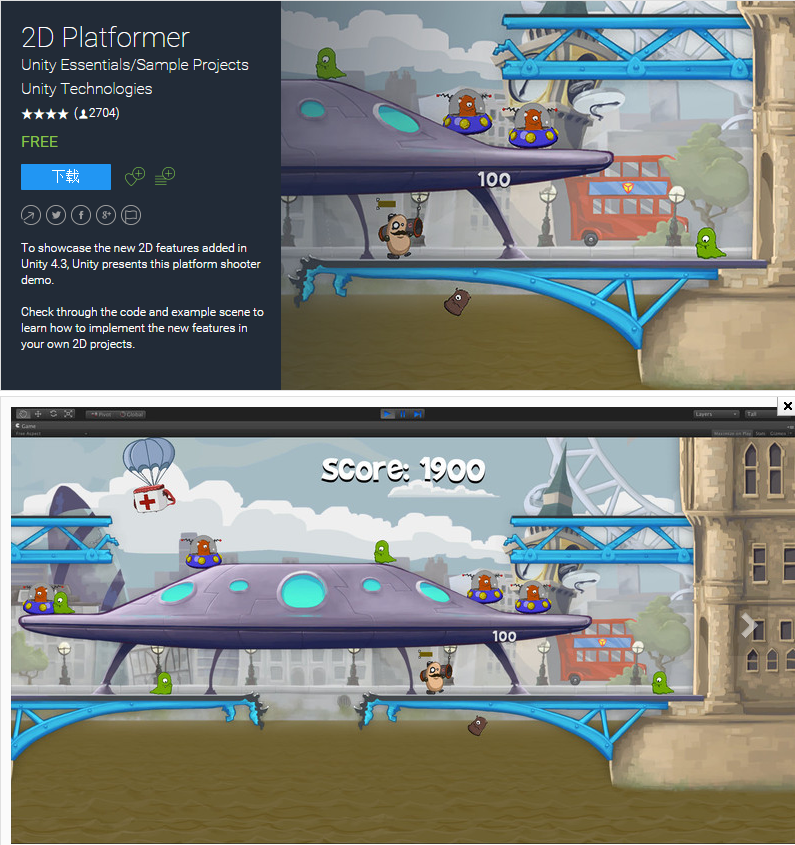 2D Platformer
Unity Essentials/Sample Projects
Unity Technologies
★★★★ (2704)
FREE
下载
To showcase the new 2D features added in
Unity 4.3, Unity presents this platform shooter
demo.
Check through the code and example scene to
learn how to implement the new features in
your own 2D projects.
100
Pivot
Global
Layers
Tall
Game
Free Aspect
Maximize on Play Stats Gizmos
score: 1900
100